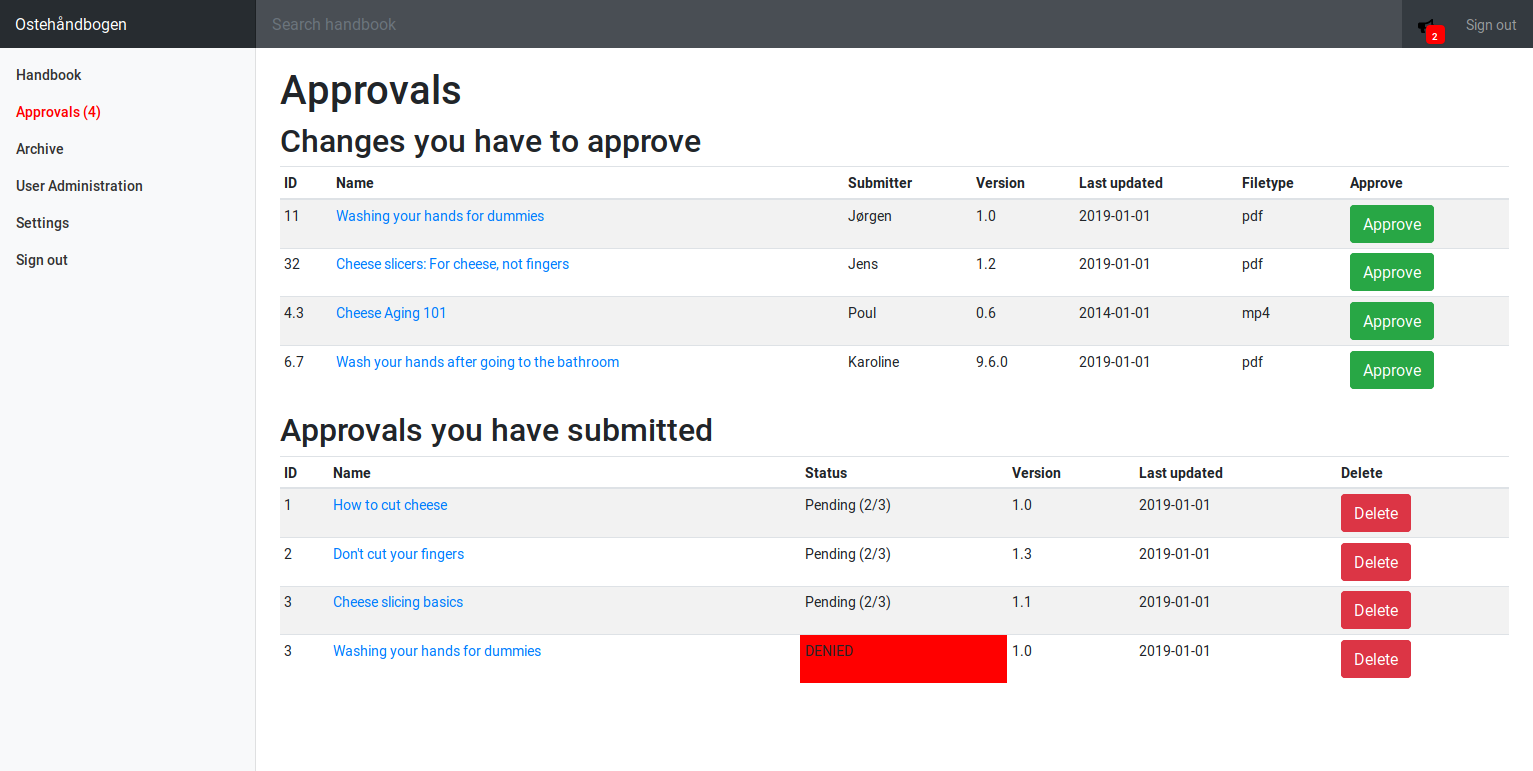 Ostehåndbogen Search handbook 2 Sign out
Handbook
Approvals (4)
Archive
User Administration
Settings
Sign out
Approvals
Changes you have to approve
ID Name Submitter Version Last updated Filetype Approve
11 Washing your hands for dummies Jørgen 1.0 2019-01-01 pdf Approve
32 Cheese slicers: For cheese, not fingers Jens 1.2 2019-01-01 pdf Approve
4.3 Cheese Aging 101 Poul 0.6 2014-01-01 mp4 Approve
6.7 Wash your hands after going to the bathroom Karoline 9.6.0 2019-01-01 pdf Approve
Approvals you have submitted
ID Name Status Version Last updated Delete
1 How to cut cheese Pending (2/3) 1.0 2019-01-01 Delete
2 Don't cut your fingers Pending (2/3) 1.3 2019-01-01 Delete
3 Cheese slicing basics Pending (2/3) 1.1 2019-01-01 Delete
3 Washing your hands for dummies DENIED 1.0 2019-01-01 Delete